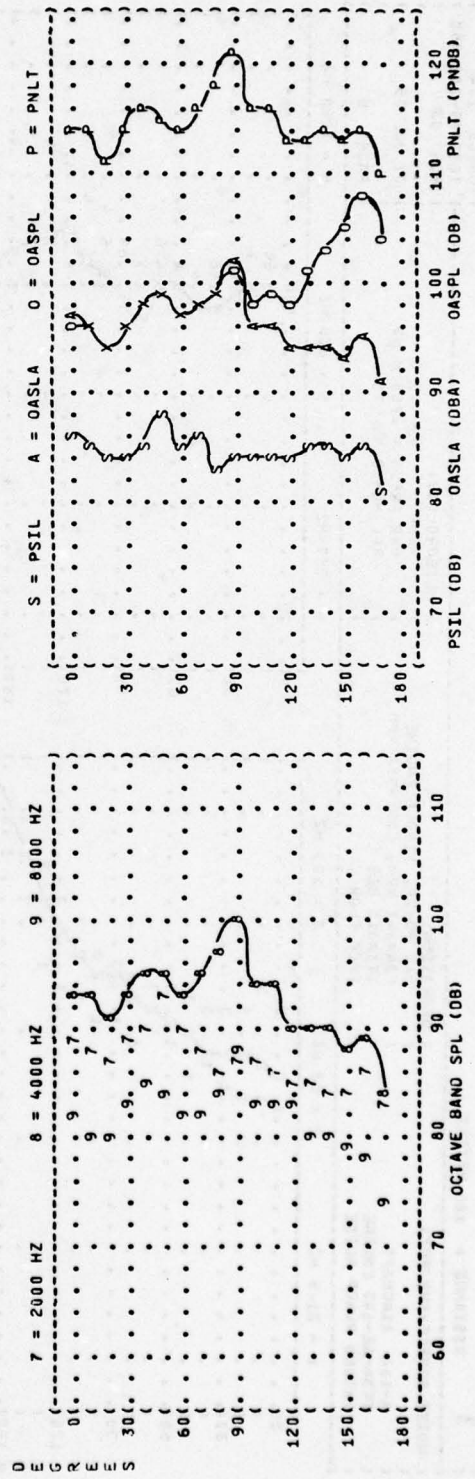 7 = 2000 HZ 8 = 4000 HZ 9 = 8000 HZ
D
E
G
R
E
E
S
0
30
60
90
120
150
180
60 70 80 90 100 110
OCTAVE BAND SPL (DB)
S = PSIL A = OASLA O = OASPL P = PNLT
0
30
60
90
120
150
180
70 80 90 100 110 120
PSIL (DB) OASLA (DBA) OASPL (DB) PNLT (PNDB)